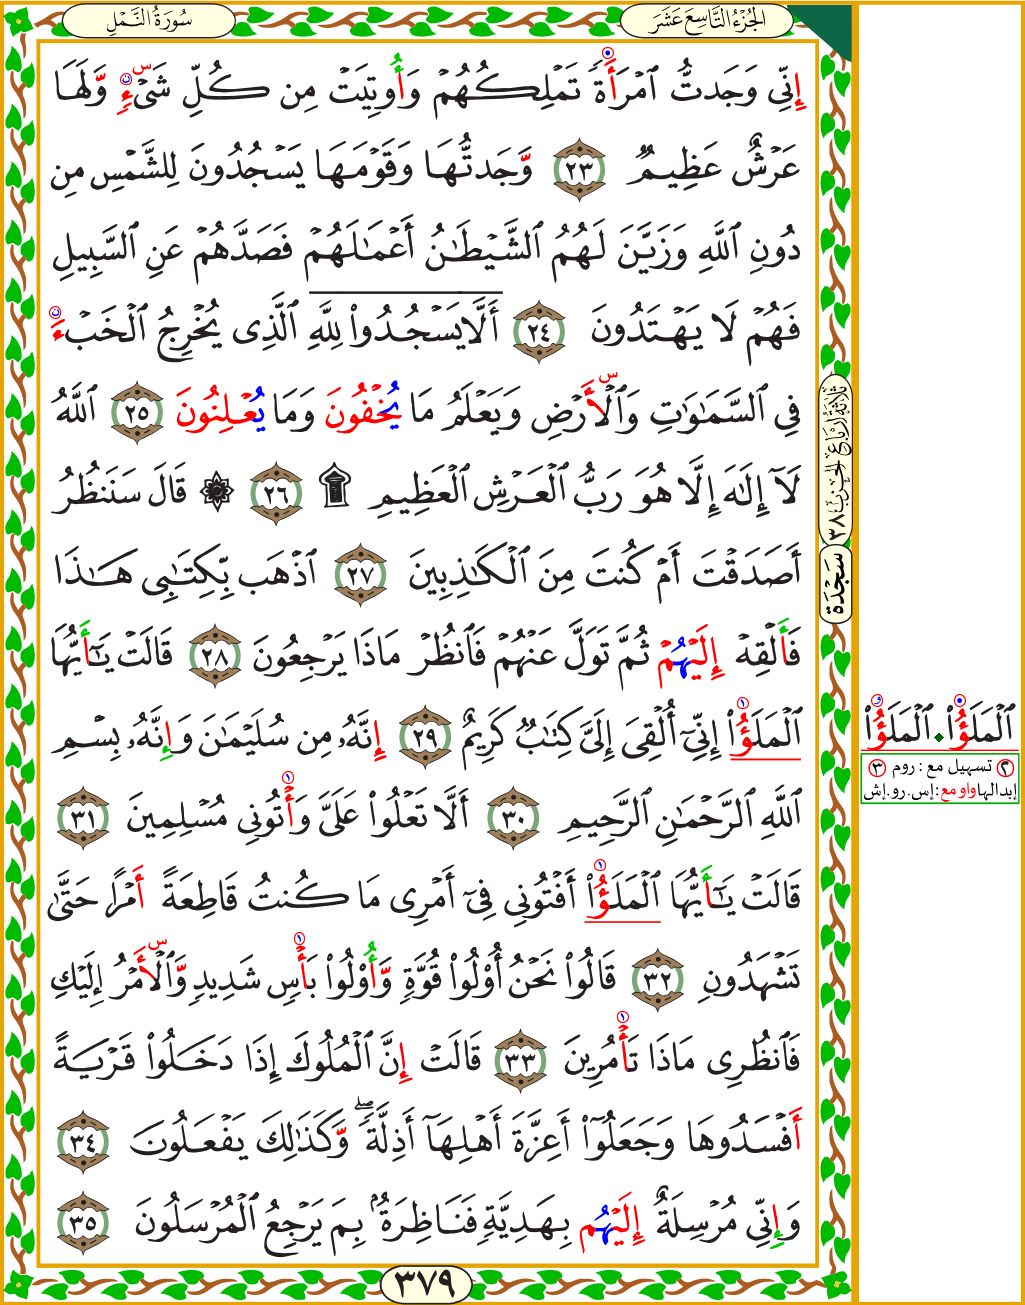 الجُزْءُ التَّاسِعَ عَشَرَ
سُورَةُ النَّمْلِ
إِنِّي وَجَدتُّ ٱمْرَأَةً تَمْلِكُهُمْ وَأُوتِيَتْ مِن كُلِّ شَيْءٍ وَلَهَا
عَرْشٌ عَظِيمٌ ٢٣ وَجَدتُّهَا وَقَوْمَهَا يَسْجُدُونَ لِلشَّمْسِ مِن
دُونِ ٱللَّهِ وَزَيَّنَ لَهُمُ ٱلشَّيْطَٰنُ أَعْمَٰلَهُمْ فَصَدَّهُمْ عَنِ ٱلسَّبِيلِ
فَهُمْ لَا يَهْتَدُونَ ٢٤ أَلَّا يَسْجُدُوا۟ لِلَّهِ ٱلَّذِى يُخْرِجُ ٱلْخَبْءَ
فِي ٱلسَّمَٰوَٰتِ وَٱلْأَرْضِ وَيَعْلَمُ مَا يُخْفُونَ وَمَا يُعْلِنُونَ ٢٥ ٱللَّهُ
لَآ إِلَٰهَ إِلَّا هُوَ رَبُّ ٱلْعَرْشِ ٱلْعَظِيمِ ۩ ٢٦ ۞ قَالَ سَنَنظُرُ
أَصَدَقْتَ أَمْ كُنتَ مِنَ ٱلْكَٰذِبِينَ ٢٧ ٱذْهَب بِّكِتَٰبِى هَٰذَا
فَأَلْقِهْ إِلَيْهُمْ ثُمَّ تَوَلَّ عَنْهُمْ فَٱنظُرْ مَاذَا يَرْجِعُونَ ٢٨ قَالَتْ يَٰٓأَيُّهَا
ٱلْمَلَؤُا۟ إِنِّىٓ أُلْقِىَ إِلَىَّ كِتَٰبٌ كَرِيمٌ ٢٩ إِنَّهُۥ مِن سُلَيْمَٰنَ وَإِنَّهُۥ بِسْمِ
ٱللَّهِ ٱلرَّحْمَٰنِ ٱلرَّحِيمِ ٣٠ أَلَّا تَعْلُوا۟ عَلَىَّ وَأْتُونِى مُسْلِمِينَ ٣١
قَالَتْ يَٰٓأَيُّهَا ٱلْمَلَؤُا۟ أَفْتُونِى فِىٓ أَمْرِى مَا كُنتُ قَاطِعَةً أَمْرًا حَتَّىٰ
تَشْهَدُونِ ٣٢ قَالُوا۟ نَحْنُ أُو۟لُوا۟ قُوَّةٍ وَأُو۟لُوا۟ بَأْسٍ شَدِيدٍ وَٱلْأَمْرُ إِلَيْكِ
فَٱنظُرِى مَاذَا تَأْمُرِينَ ٣٣ قَالَتْ إِنَّ ٱلْمُلُوكَ إِذَا دَخَلُوا۟ قَرْيَةً
أَفْسَدُوهَا وَجَعَلُوٓا۟ أَعِزَّةَ أَهْلِهَآ أَذِلَّةً ۖ وَكَذَٰلِكَ يَفْعَلُونَ ٣٤
وَإِنِّي مُرْسِلَةٌ إِلَيْهُم بِهَدِيَّةٍ فَنَاظِرَةٌۢ بِمَ يَرْجِعُ ٱلْمُرْسَلُونَ ٣٥
٣٧٩
ثلاثة أرباع الحزب ٣٨
سَجْدَة
ٱلْمَلَؤُا۟ . ٱلْمَلَؤُا۟
٢ تسهيل مع : روم ٣
إبدالها واو مع : إس . رو . إش